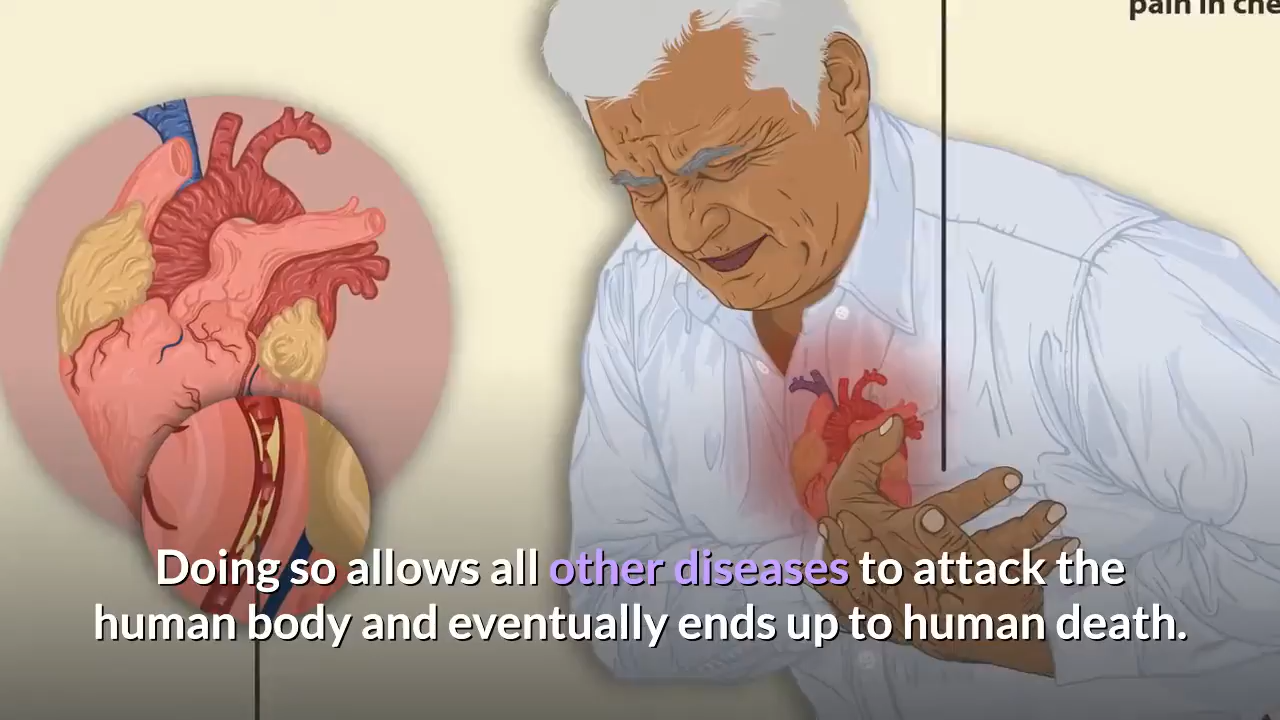 pain in che
Doing so allows all other diseases to attack the
human body and eventually ends up to human death.